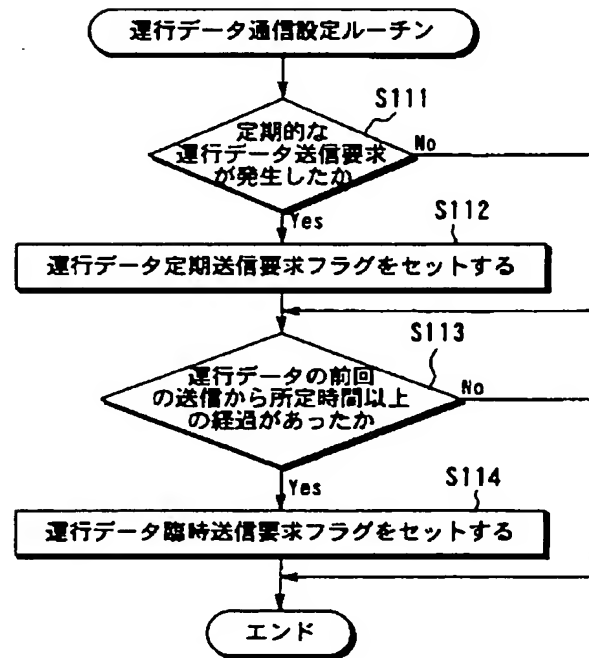 運行データ通信設定ルーチン
S111
定期的な
運行データ送信要求
が発生したか
No
Yes
S112
運行データ定期送信要求フラグをセットする
S113
運行データの前回
の送信から所定時間以上
の経過があったか
No
Yes
S114
運行データ臨時送信要求フラグをセットする
エンド